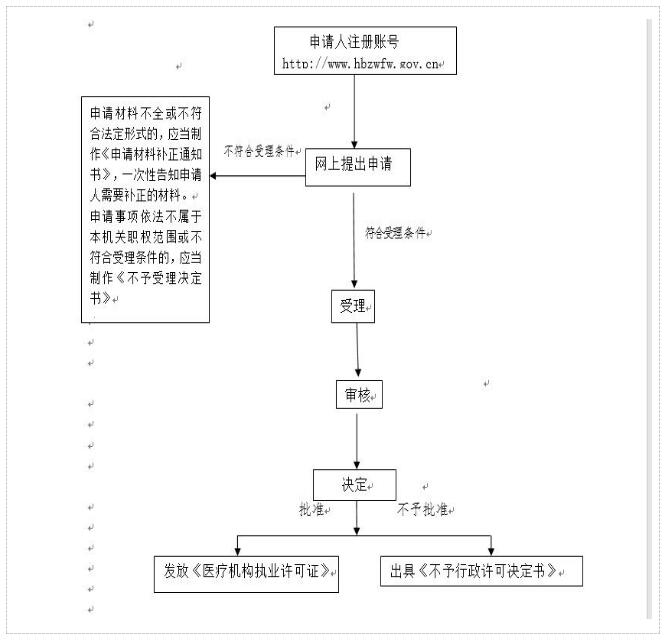 申请人注册账号
http://www.hbzwfw.gov.cn
申请材料不全或不符
合法定形式的，应当制
作《申请材料补正通知
书》，一次性告知申请
人需要补正的材料。
申请事项依法不属于
本机关职权范围或不
符合受理条件的，应当
制作《不予受理决定
书》
不符合受理条件
网上提出申请
符合受理条件
受理
审核
决定
批准
不予批准
发放《医疗机构执业许可证》
出具《不予行政许可决定书》